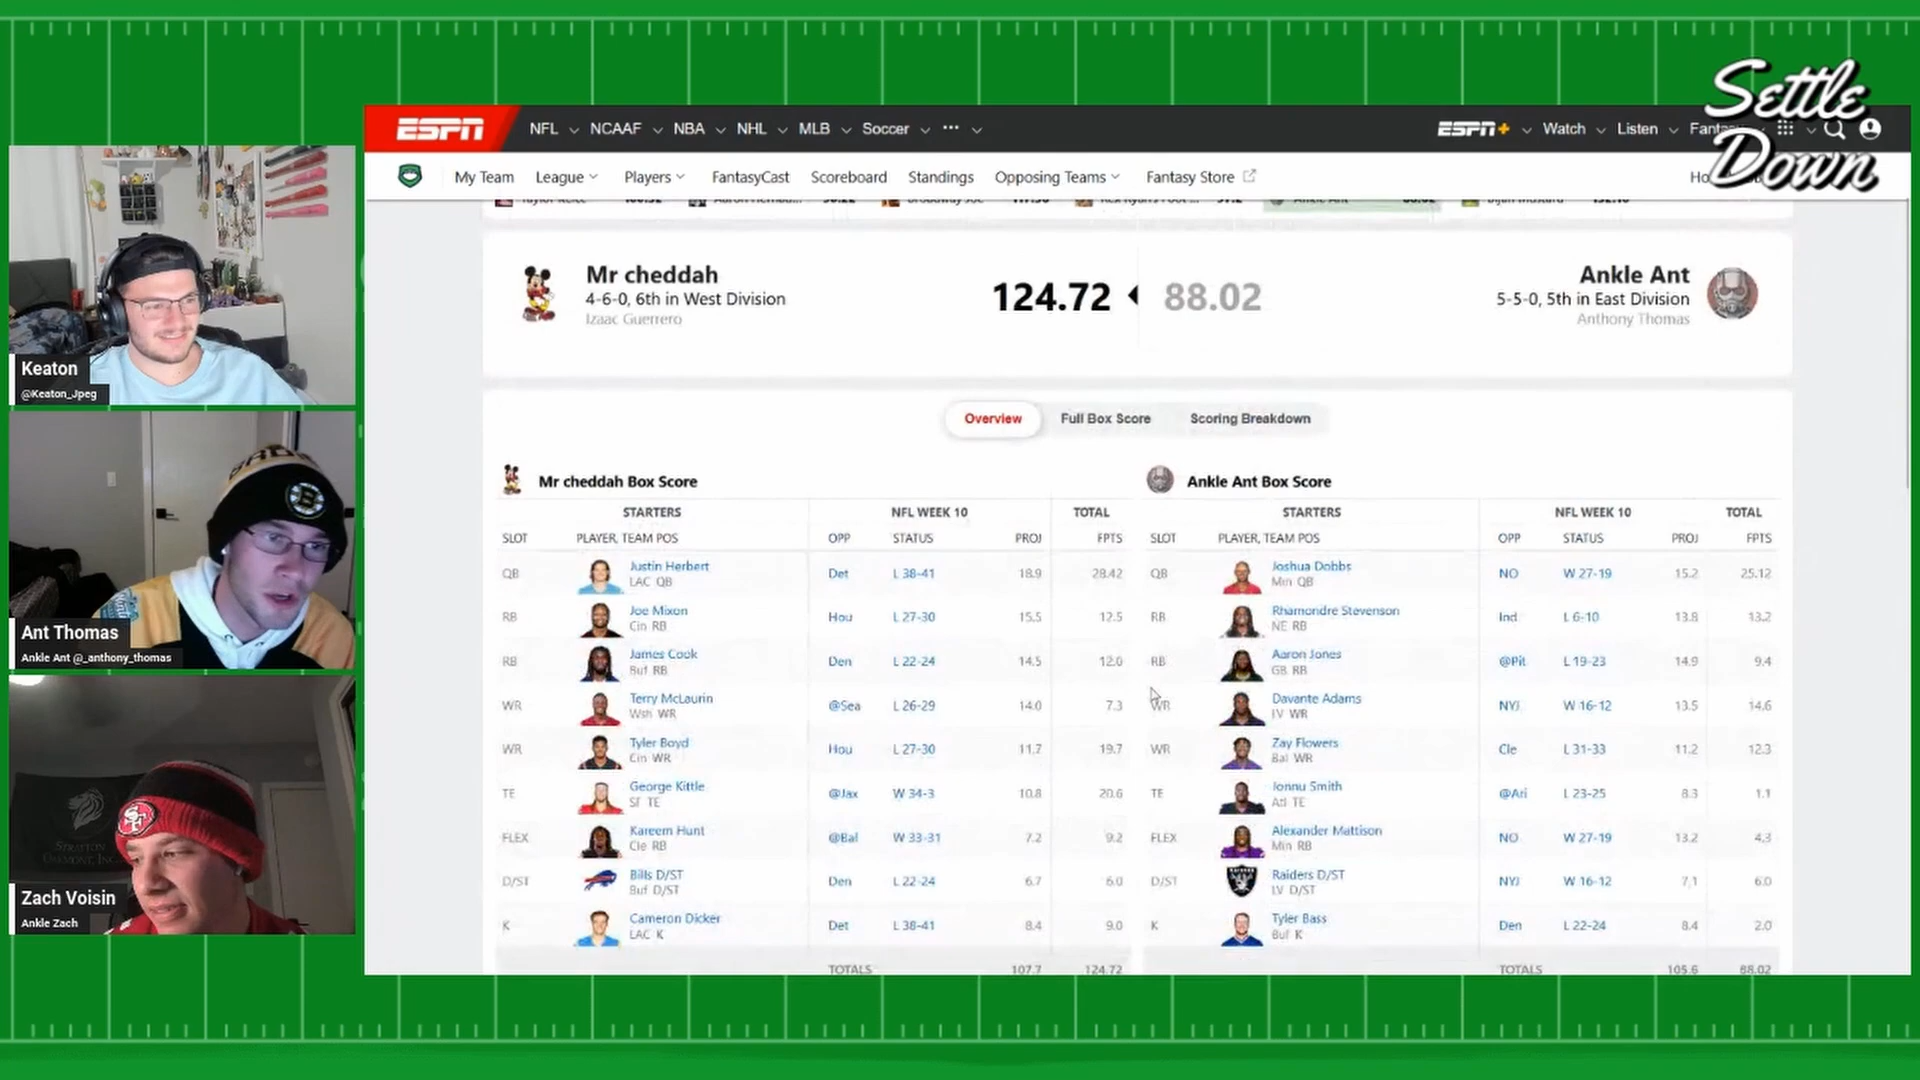 Settle
Down
ESPN NFL NCAAF NBA NHL MLB Soccer ••• ESPN+ Watch Listen
My Team League Players FantasyCast Scoreboard Standings Opposing Teams Fantasy Store
Mr cheddah
4-6-0, 6th in West Division
Izaac Guerrero
124.72 88.02
Ankle Ant
5-5-0, 5th in East Division
Anthony Thomas
Overview Full Box Score Scoring Breakdown
Mr cheddah Box Score
STARTERS NFL WEEK 10 TOTAL
SLOT PLAYER, TEAM POS OPP STATUS PROJ FPTS
QB Justin Herbert LAC QB Det L 38-41 18.9 28.42
RB Joe Mixon Cin RB Hou L 27-30 15.5 12.5
RB James Cook Buf RB Den L 22-24 14.5 12.0
WR Terry McLaurin Wsh WR @Sea L 26-29 14.0 7.3
WR Tyler Boyd Cin WR Hou L 27-30 11.7 19.7
TE George Kittle SF TE @Jax W 34-3 10.8 20.6
FLEX Kareem Hunt Cle RB @Bal W 33-31 7.2 9.2
D/ST Bills D/ST Buf D/ST Den L 22-24 6.7 6.0
K Cameron Dicker LAC K Det L 38-41 8.4 9.0
TOTALS 107.7 124.72
Ankle Ant Box Score
STARTERS NFL WEEK 10 TOTAL
SLOT PLAYER, TEAM POS OPP STATUS PROJ FPTS
QB Joshua Dobbs Min QB NO W 27-19 15.2 25.12
RB Rhamondre Stevenson NE RB Ind L 6-10 13.8 13.2
RB Aaron Jones GB RB @Pit L 19-23 14.9 9.4
WR Davante Adams LV WR NYJ W 16-12 13.5 14.6
WR Zay Flowers Bal WR Cle L 31-33 11.2 12.3
TE Jonnu Smith Atl TE @Ari L 23-25 8.3 1.1
FLEX Alexander Mattison Min RB NO W 27-19 13.2 4.3
D/ST Raiders D/ST LV D/ST NYJ W 16-12 7.1 6.0
K Tyler Bass Buf K Den L 22-24 8.4 2.0
TOTALS 105.6 88.02
Keaton
@Keaton_Jpeg
Ant Thomas
Ankle Ant @_anthony_thomas
Zach Voisin
Ankle Zach
STRATTON
OAKMONT, INC
B
SF